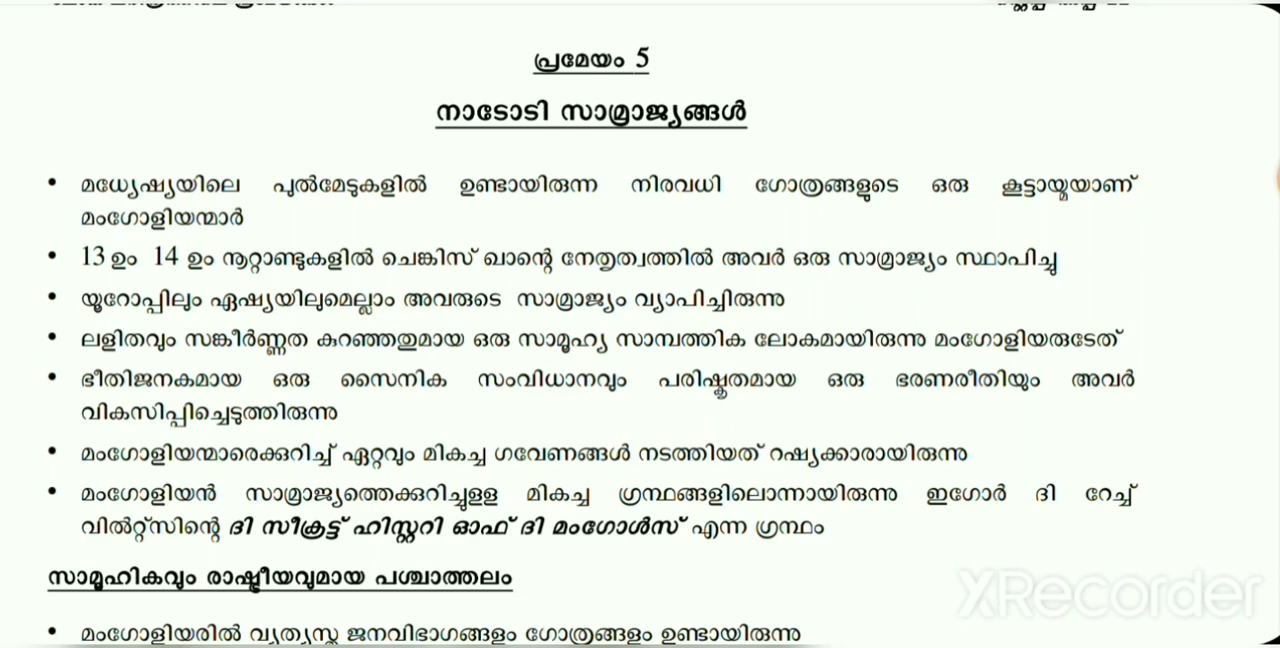 പ്രമേയം 5
നാടോടി സാമ്രാജ്യങ്ങൾ
• മധ്യേഷ്യയിലെ പുൽമേടുകളിൽ ഉണ്ടായിരുന്ന നിരവധി ഗോത്രങ്ങളുടെ ഒരു കൂട്ടായ്മയാണ്
മംഗോളിയന്മാർ
• 13 ഉം 14 ഉം നൂറ്റാണ്ടുകളിൽ ചെങ്കിസ് ഖാന്റെ നേതൃത്വത്തിൽ അവർ ഒരു സാമ്രാജ്യം സ്ഥാപിച്ചു
• യൂറോപ്പിലും ഏഷ്യയിലുമെല്ലാം അവരുടെ സാമ്രാജ്യം വ്യാപിച്ചിരുന്നു
• ലളിതവും സങ്കീർണ്ണത കുറഞ്ഞതുമായ ഒരു സാമൂഹ്യ സാമ്പത്തിക ലോകമായിരുന്നു മംഗോളിയരുടേത്
• ഭീതിജനകമായ ഒരു സൈനിക സംവിധാനവും പരിഷ്കൃതമായ ഒരു ഭരണരീതിയും അവർ
വികസിപ്പിച്ചെടുത്തിരുന്നു
• മംഗോളിയന്മാരെക്കുറിച്ച് ഏറ്റവും മികച്ച ഗവേണങ്ങൾ നടത്തിയത് റഷ്യക്കാരായിരുന്നു
• മംഗോളിയൻ സാമ്രാജ്യത്തെക്കുറിച്ചുളള മികച്ച ഗ്രന്ഥങ്ങളിലൊന്നായിരുന്നു ഇഗോർ ദി റേച്ച്
വിൽറ്റ്സിന്റെ ദി സീക്രട്ട് ഹിസ്റ്ററി ഓഫ് ദി മംഗോൾസ് എന്ന ഗ്രന്ഥം
സാമൂഹികവും രാഷ്ട്രീയവുമായ പശ്ചാത്തലം
XRecorder
• മംഗോളിയരിൽ വ്യത്യസ്ത ജനവിഭാഗങ്ങളും ഗോത്രങ്ങളും ഉണ്ടായിരുന്നു